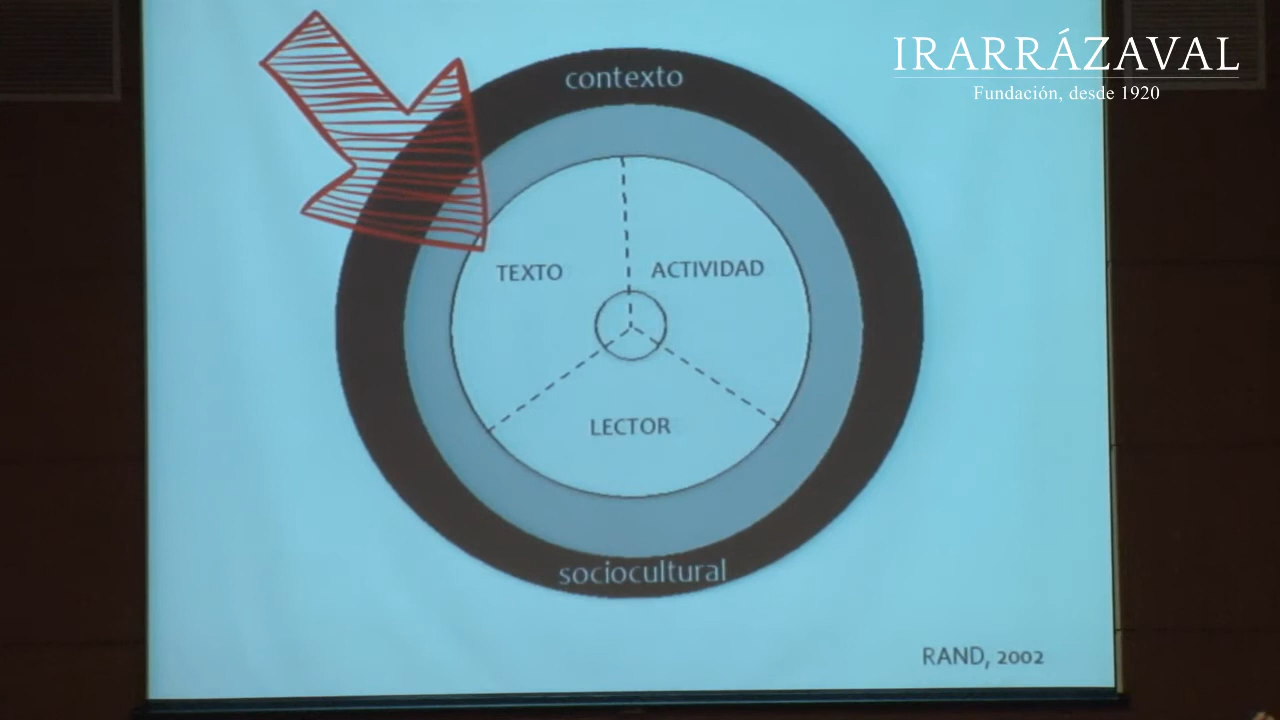 IRARRÁZAVAL
Fundación, desde 1920
contexto
TEXTO
ACTIVIDAD
LECTOR
sociocultural
RAND, 2002